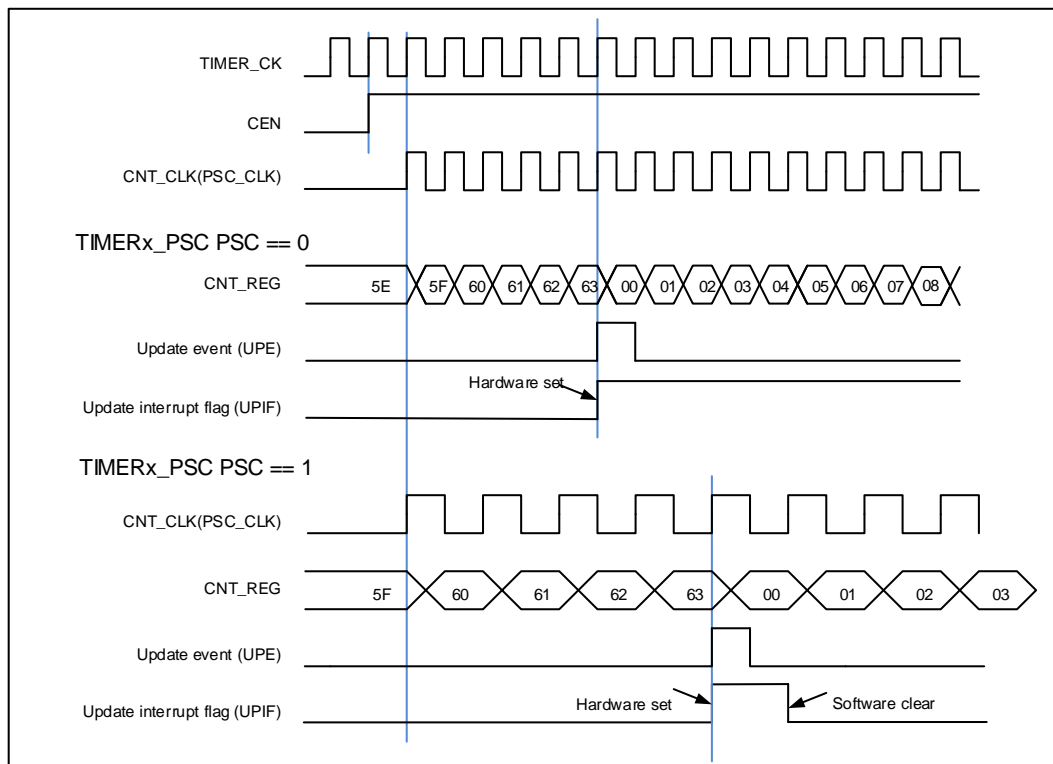 TIMER_CK
CEN
CNT_CLK(PSC_CLK)
TIMERx_PSC PSC == 0
CNT_REG 5E 5F 60 61 62 63 00 01 02 03 04 05 06 07 08
Update event (UPE)
Hardware set
Update interrupt flag (UPIF)
TIMERx_PSC PSC == 1
CNT_CLK(PSC_CLK)
CNT_REG 5F 60 61 62 63 00 01 02 03
Update event (UPE)
Hardware set Software clear
Update interrupt flag (UPIF)